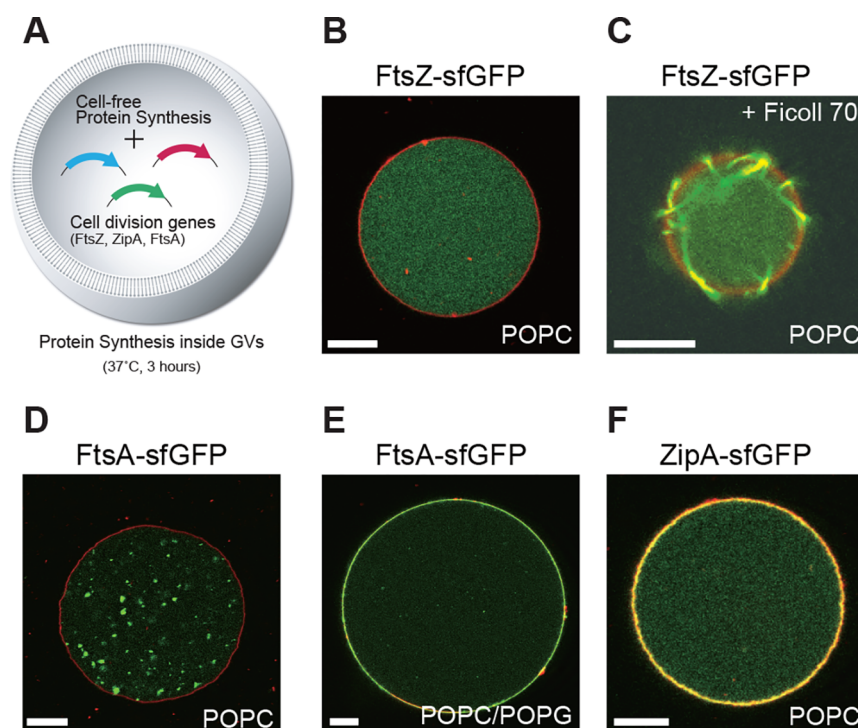 A
Cell-free
Protein Synthesis
+
Cell division genes
(FtsZ, ZipA, FtsA)
Protein Synthesis inside GVs
(37˚C, 3 hours)
B
FtsZ-sfGFP
POPC
C
FtsZ-sfGFP
+ Ficoll 70
POPC
D
FtsA-sfGFP
POPC
E
FtsA-sfGFP
POPC/POPG
F
ZipA-sfGFP
POPC